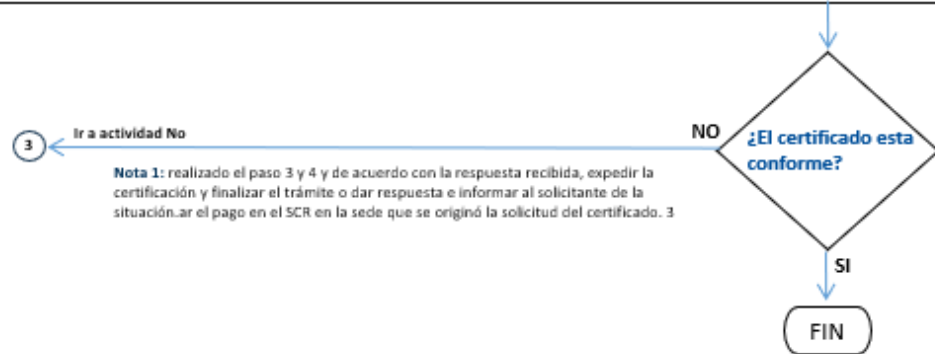 Ir a actividad No
3
NO
¿El certificado esta
conforme?
Nota 1: realizado el paso 3 y 4 y de acuerdo con la respuesta recibida, expedir la
certificación y finalizar el trámite o dar respuesta e informar al solicitante de la
situación.ar el pago en el SCR en la sede que se originó la solicitud del certificado. 3
SI
FIN